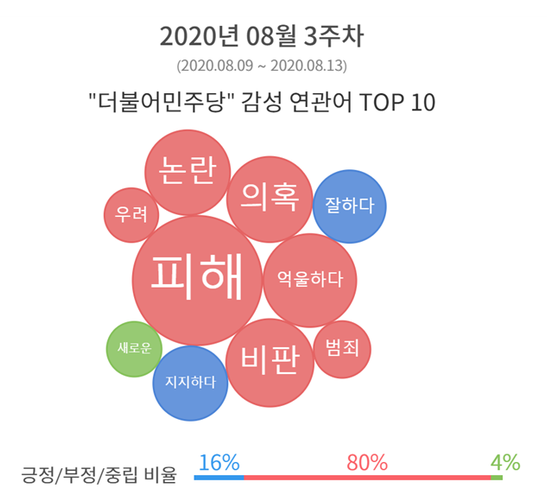 2020년 08월 3주차
(2020.08.09 ~ 2020.08.13)
"더불어민주당" 감성 연관어 TOP 10
논란
의혹
잘하다
우려
피해
억울하다
새로운
지지하다
비판
범죄
긍정/부정/중립 비율
16%
80%
4%